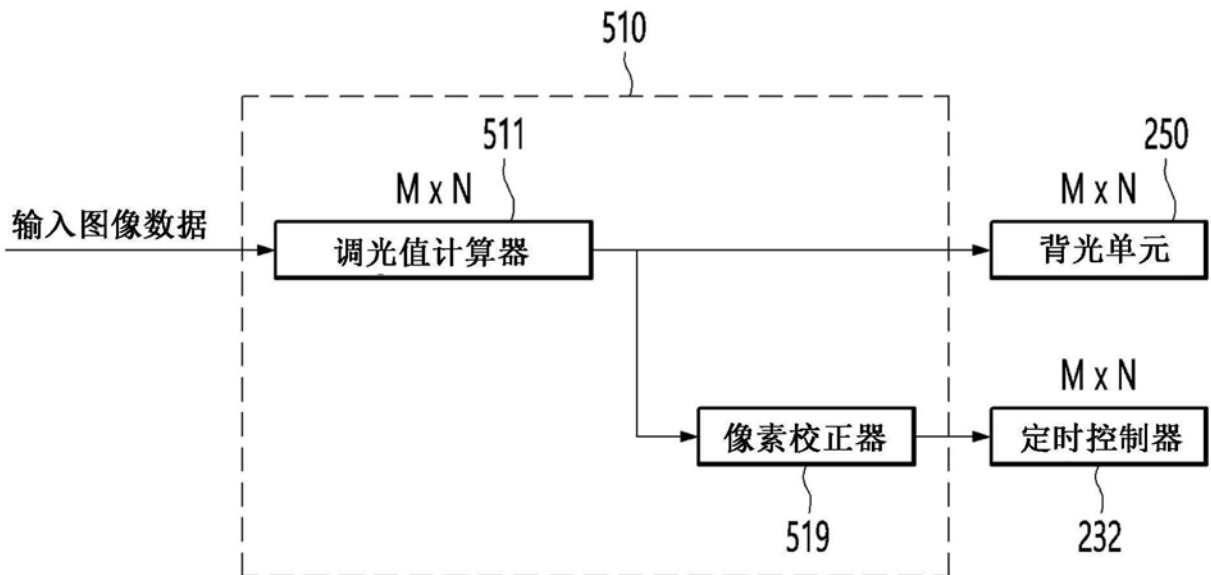 510
511
250
M x N
M x N
输入图像数据
调光值计算器
背光单元
M x N
像素校正器
定时控制器
519
232